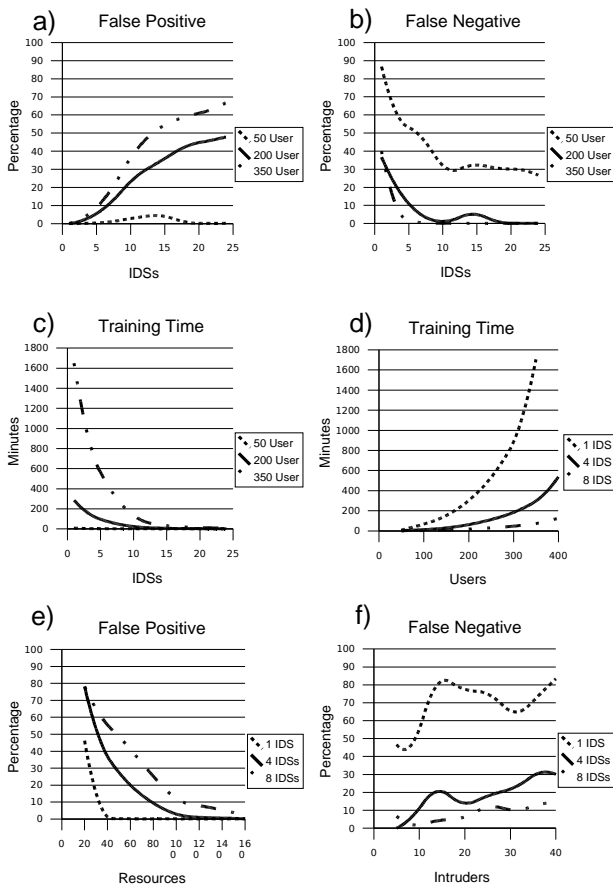 a)
False Positive
Percentage
100
90
80
70
60
50
40
30
20
10
0
0 5 10 15 20 25
IDSs
50 User
200 User
350 User
b)
False Negative
Percentage
100
90
80
70
60
50
40
30
20
10
0
0 5 10 15 20 25
IDSs
50 User
200 User
350 User
c)
Training Time
Minutes
1800
1600
1400
1200
1000
800
600
400
200
0
0 5 10 15 20 25
IDSs
50 User
200 User
350 User
d)
Training Time
Minutes
1800
1600
1400
1200
1000
800
600
400
200
0
0 100 200 300 400
Users
1 IDS
4 IDS
8 IDS
e)
False Positive
Percentage
100
90
80
70
60
50
40
30
20
10
0
0 20 40 60 80 10 12 14 16
0 0 0 0
Resources
1 IDS
4 IDSs
8 IDSs
f)
False Negative
Percentage
100
90
80
70
60
50
40
30
20
10
0
0 10 20 30 40
Intruders
1 IDS
4 IDSs
8 IDSs